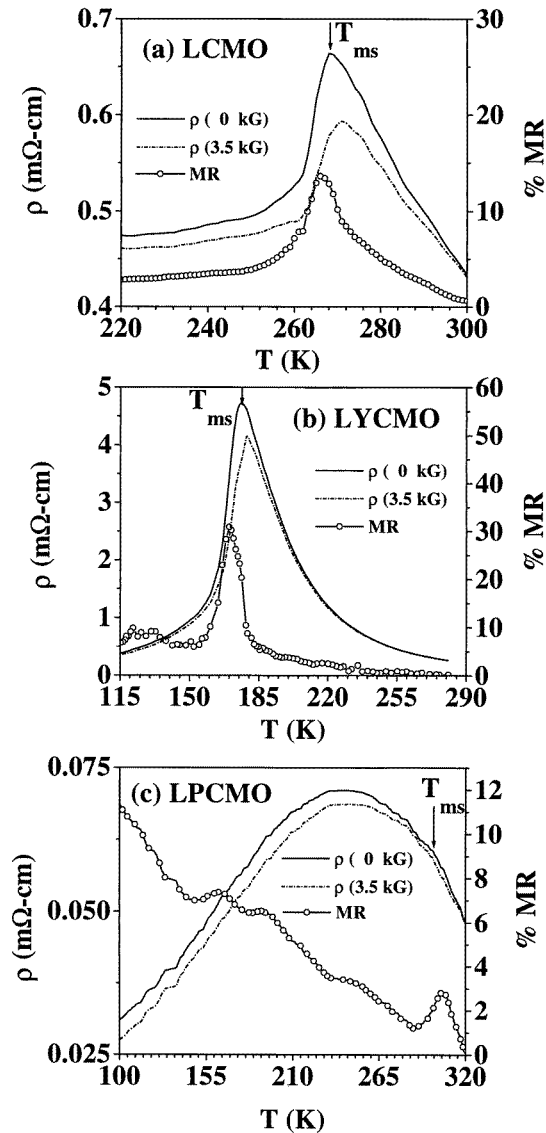 0.7
0.6
0.5
0.4
ρ (mΩ-cm)
(a) LCMO
T_ms
ρ ( 0 kG)
ρ (3.5 kG)
MR
30
20
10
0
% MR
220 240 260 280 300
T (K)
5
4
3
2
1
0
ρ (mΩ-cm)
T_ms
(b) LYCMO
ρ ( 0 kG)
ρ (3.5 kG)
MR
60
50
40
30
20
10
0
% MR
115 150 185 220 255 290
T (K)
0.075
0.050
0.025
ρ (mΩ-cm)
(c) LPCMO
T_ms
ρ ( 0 kG)
ρ (3.5 kG)
MR
12
10
8
6
4
2
0
% MR
100 155 210 265 320
T (K)